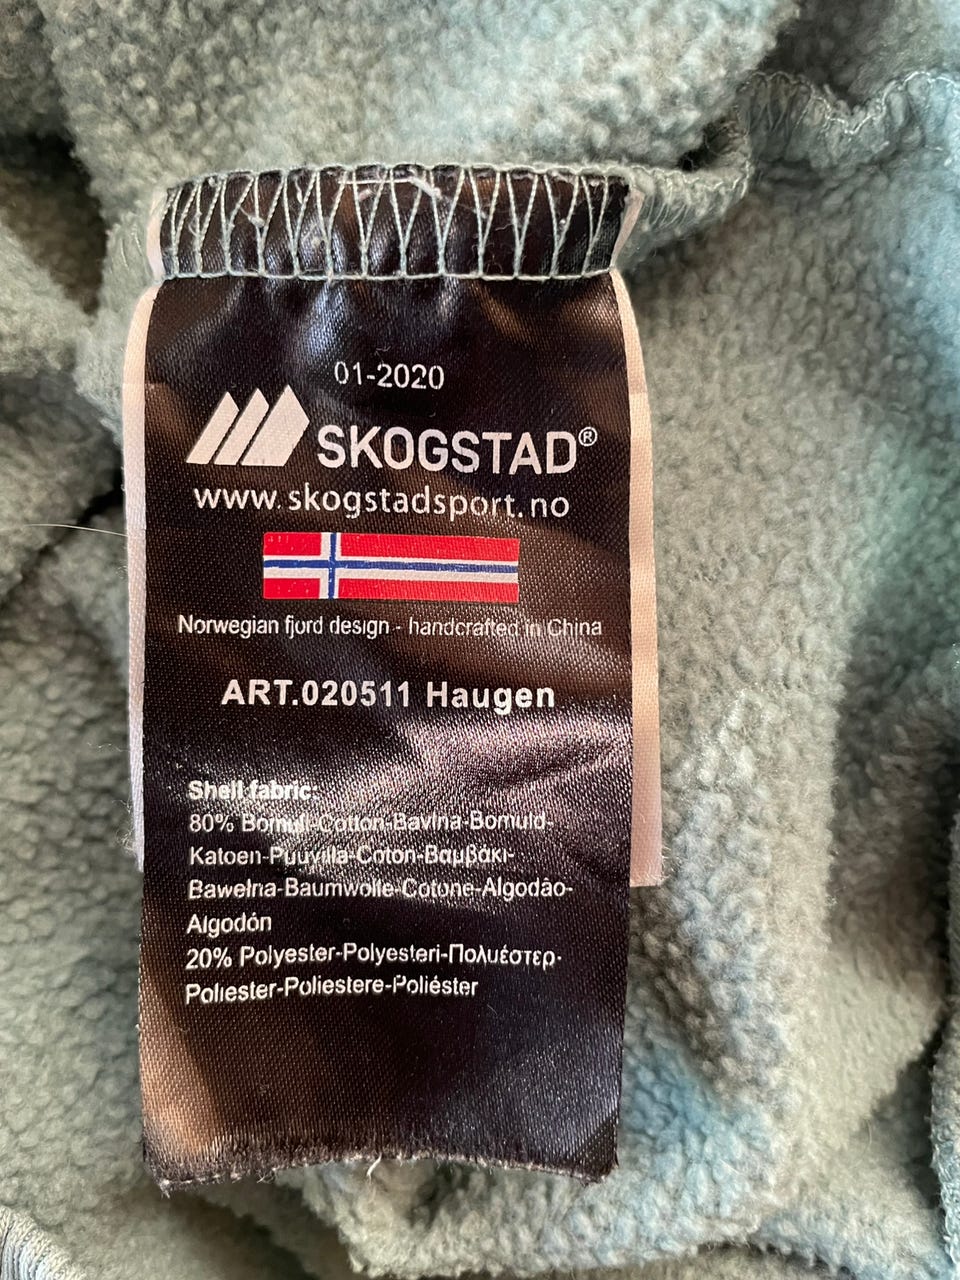 01-2020
SKOGSTAD®
www.skogstadsport.no
Norwegian fjord design - handcrafted in China
ART.020511 Haugen
Shell fabric:
80% Bomull-Cotton-Bavlna-Bomuld-
Katoen-Puuvilla-Coton-Βαμβάκι-
Bawełna-Baumwolle-Cotone-Algodão-
Algodón
20% Polyester-Polyesteri-Πολυέστερ-
Poliester-Poliestere-Poliéster